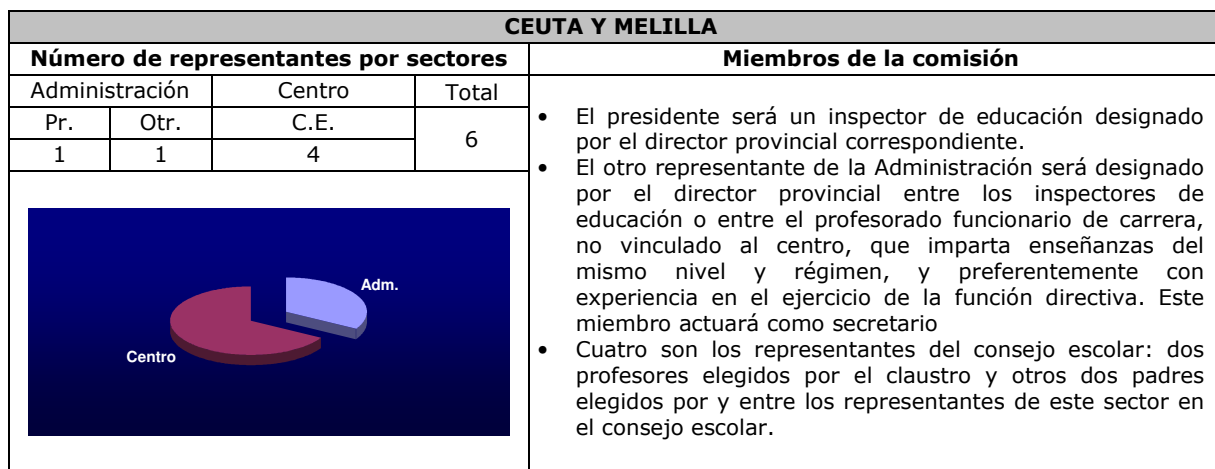 CEUTA Y MELILLA
Número de representantes por sectores
Miembros de la comisión
Administración Centro Total
Pr. Otr. C.E. 6
1 1 4
Adm.
Centro
• El presidente será un inspector de educación designado
por el director provincial correspondiente.
• El otro representante de la Administración será designado
por el director provincial entre los inspectores de
educación o entre el profesorado funcionario de carrera,
no vinculado al centro, que imparta enseñanzas del
mismo nivel y régimen, y preferentemente con
experiencia en el ejercicio de la función directiva. Este
miembro actuará como secretario
• Cuatro son los representantes del consejo escolar: dos
profesores elegidos por el claustro y otros dos padres
elegidos por y entre los representantes de este sector en
el consejo escolar.